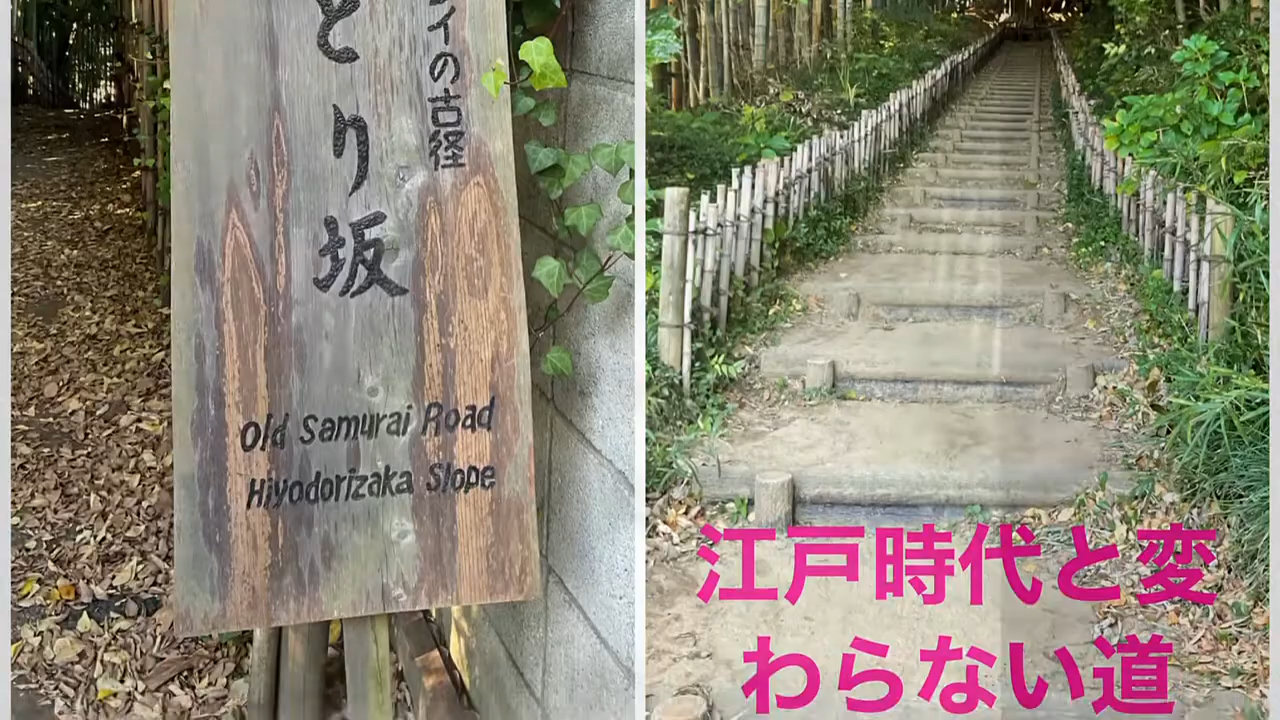 イの古径
とり坂
Old Samurai Road
Hiyodorizaka Slope
江戸時代と変
わらない道